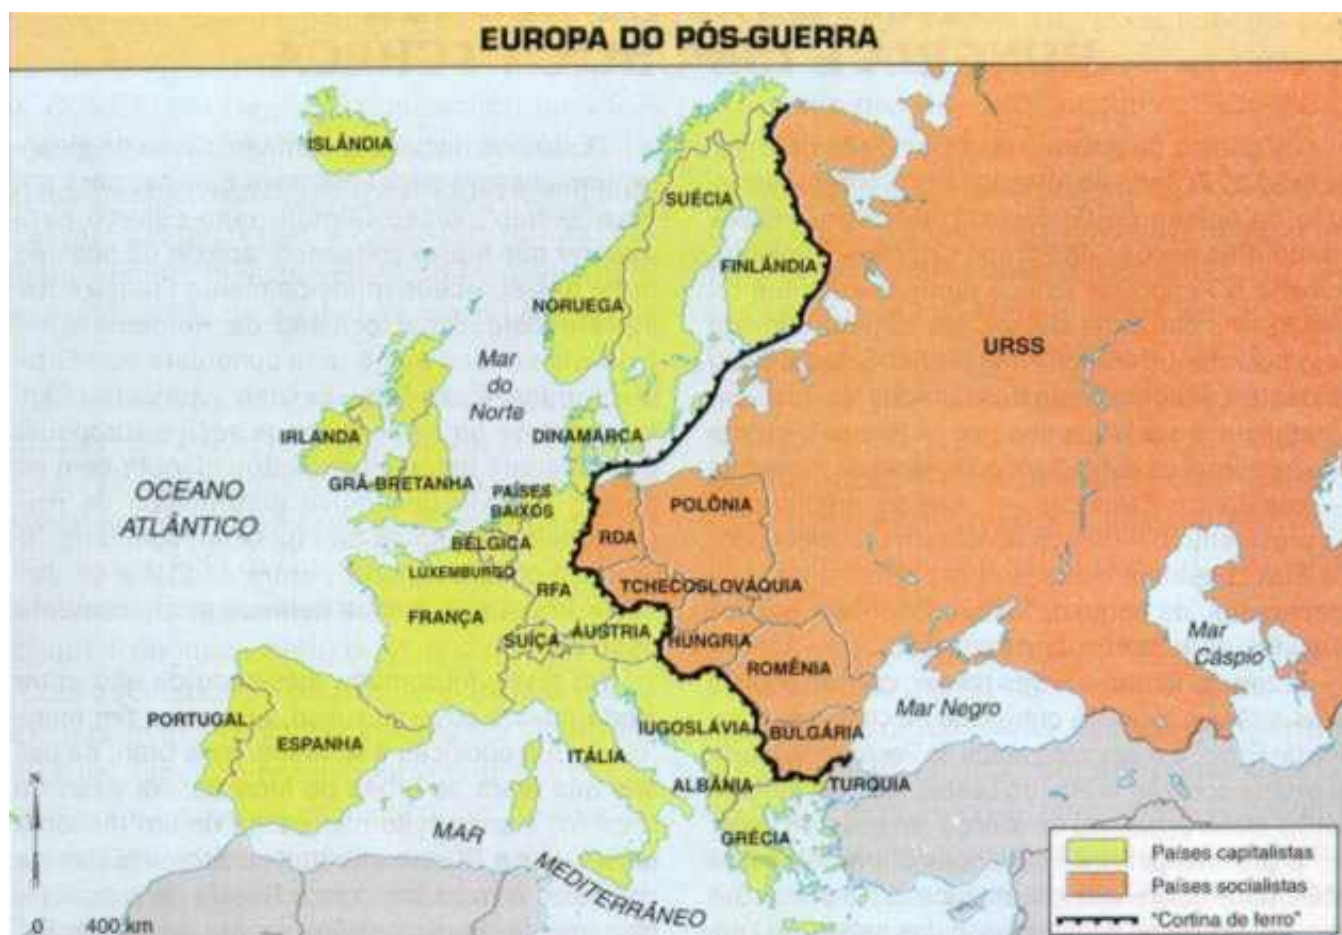 EUROPA DO PÓS-GUERRA
ISLÂNDIA
SUÉCIA
FINLÂNDIA
NORUEGA
URSS
Mar
do
Norte
IRLANDA
DINAMARCA
GRÃ-BRETANHA
PAÍSES
BAIXOS
OCEANO
ATLÂNTICO
POLÔNIA
RDA
BÉLGICA
LUXEMBURGO
RFA
TCHECOSLOVÁQUIA
FRANÇA
SUÍÇA
ÁUSTRIA
HUNGRIA
ROMÊNIA
Mar
Cáspio
Mar Negro
PORTUGAL
ESPANHA
ITÁLIA
IUGOSLÁVIA
BULGÁRIA
ALBÂNIA
TURQUIA
GRÉCIA
MAR MEDITERRÂNEO
N
0 400 km
Países capitalistas
Países socialistas
"Cortina de ferro"